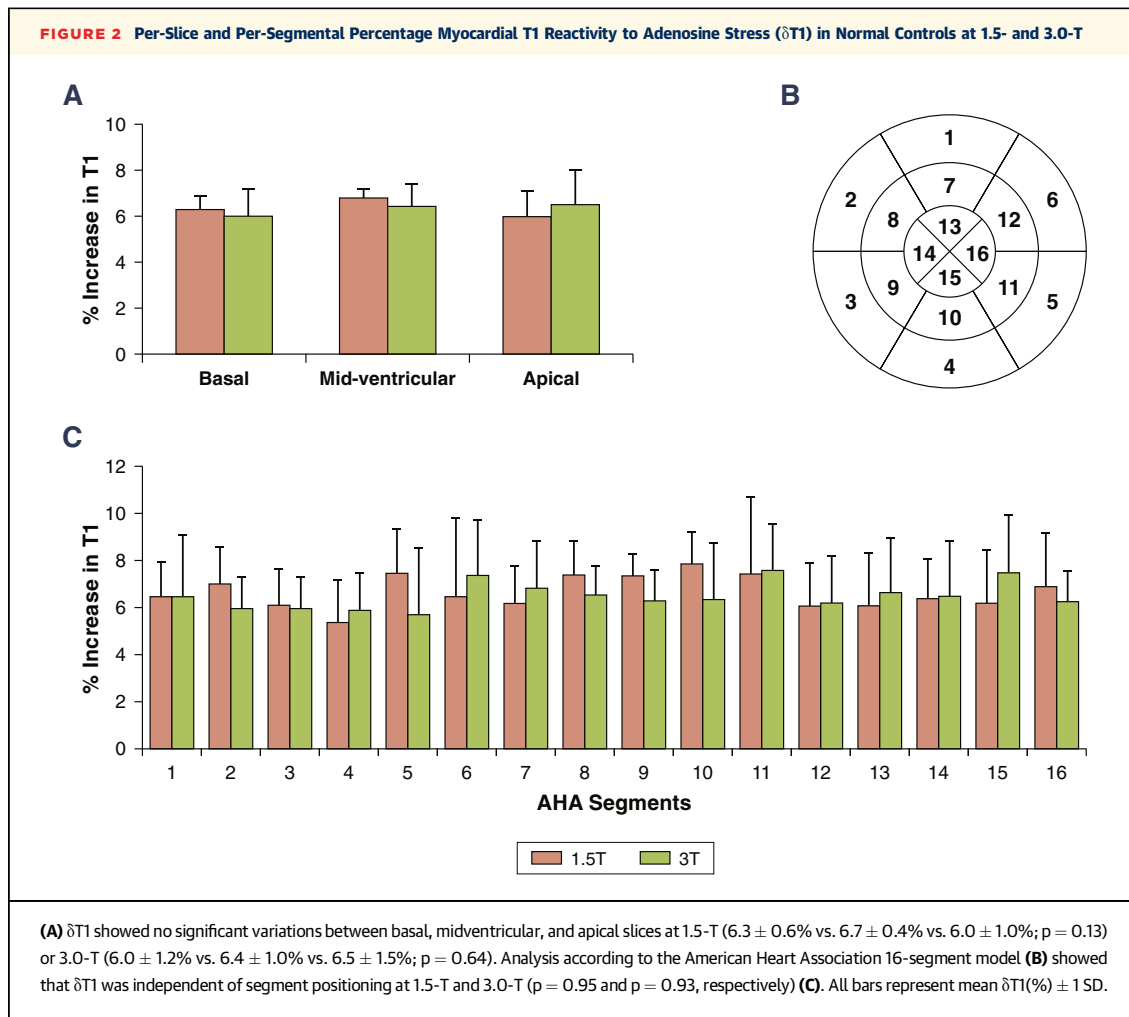 FIGURE 2 Per-Slice and Per-Segmental Percentage Myocardial T1 Reactivity to Adenosine Stress (δT1) in Normal Controls at 1.5- and 3.0-T
A
% Increase in T1
10
8
6
4
2
0
Basal Mid-ventricular Apical
B
1
2 7 6
8 12
13
14 16
15
9 11
3 10 5
4
C
% Increase in T1
12
10
8
6
4
2
0
1 2 3 4 5 6 7 8 9 10 11 12 13 14 15 16
AHA Segments
1.5T 3T
(A) δT1 showed no significant variations between basal, midventricular, and apical slices at 1.5-T (6.3 ± 0.6% vs. 6.7 ± 0.4% vs. 6.0 ± 1.0%; p = 0.13)
or 3.0-T (6.0 ± 1.2% vs. 6.4 ± 1.0% vs. 6.5 ± 1.5%; p = 0.64). Analysis according to the American Heart Association 16-segment model (B) showed
that δT1 was independent of segment positioning at 1.5-T and 3.0-T (p = 0.95 and p = 0.93, respectively) (C). All bars represent mean δT1(%) ± 1 SD.